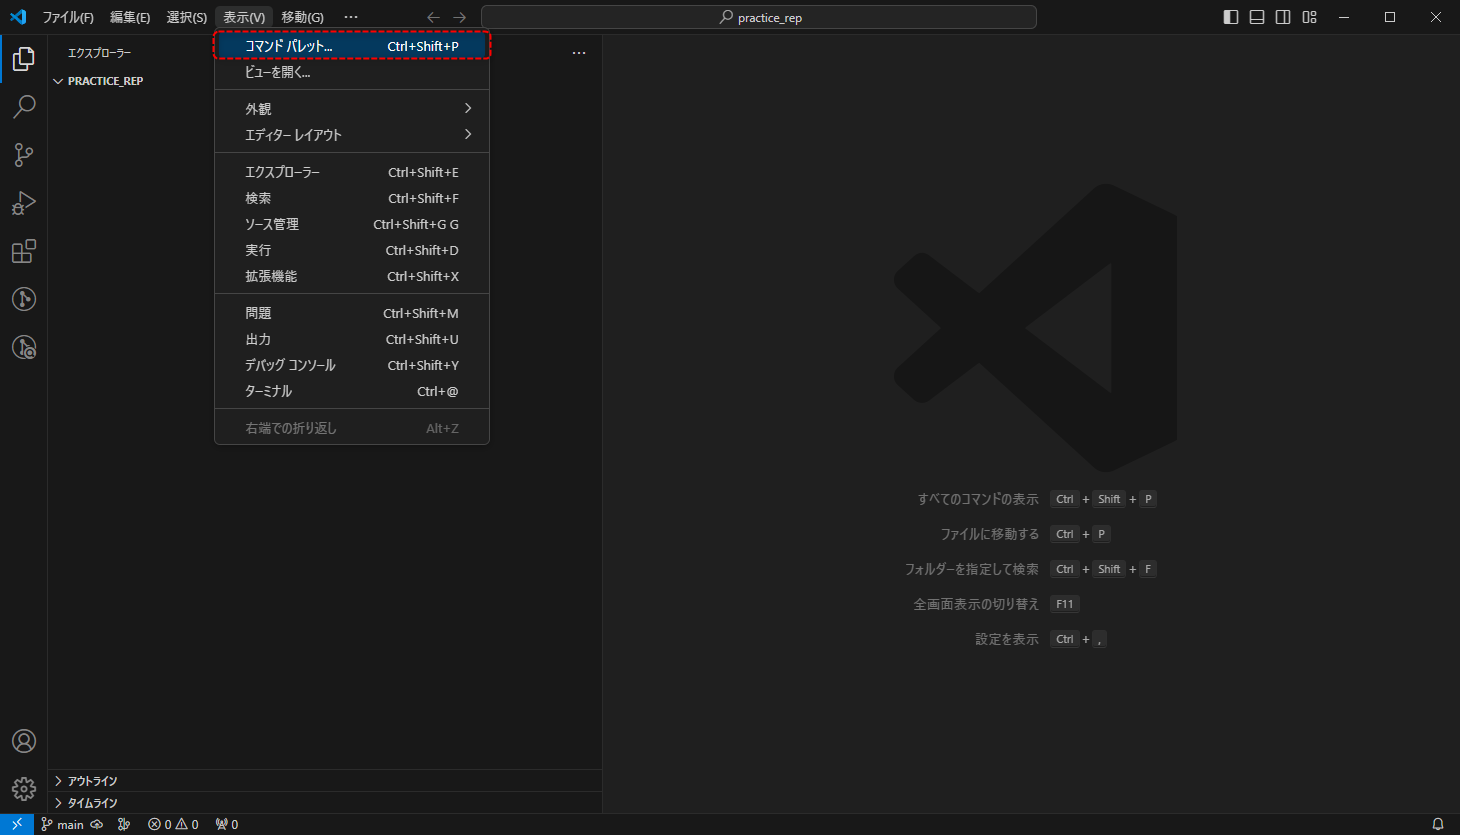 ファイル(F) 編集(E) 選択(S) 表示(V) 移動(G) … practice_rep
エクスプローラー …
PRACTICE_REP
コマンド パレット... Ctrl+Shift+P
ビューを開く...
外観
エディター レイアウト
エクスプローラー Ctrl+Shift+E
検索 Ctrl+Shift+F
ソース管理 Ctrl+Shift+G G
実行 Ctrl+Shift+D
拡張機能 Ctrl+Shift+X
問題 Ctrl+Shift+M
出力 Ctrl+Shift+U
デバッグ コンソール Ctrl+Shift+Y
ターミナル Ctrl+@
右端での折り返し Alt+Z
すべてのコマンドの表示 Ctrl + Shift + P
ファイルに移動する Ctrl + P
フォルダーを指定して検索 Ctrl + Shift + F
全画面表示の切り替え F11
設定を表示 Ctrl + ,
アウトライン
タイムライン
main 0 0 0